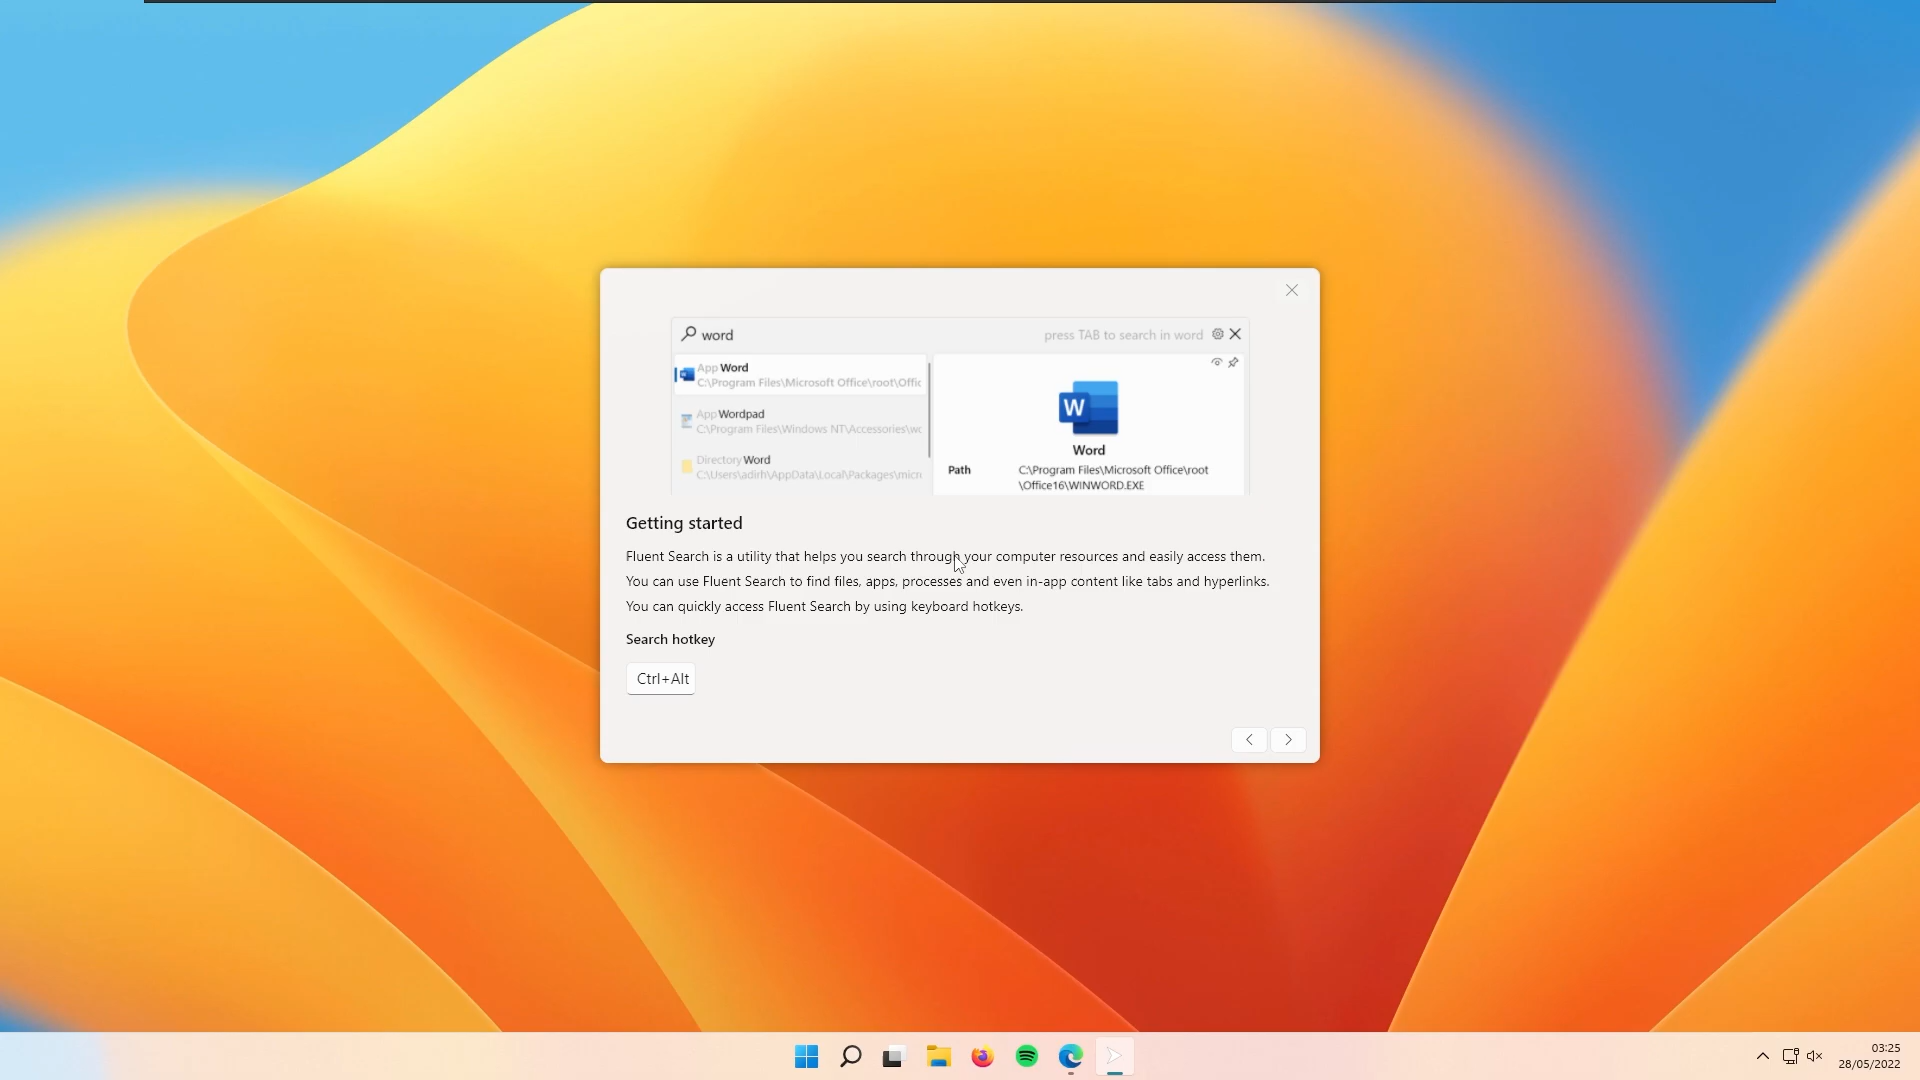 word
press TAB to search in word
App Word
C:\Program Files\Microsoft Office\root\Offic
App Wordpad
C:\Program Files\Windows NT\Accessories\wo
Directory Word
C:\Users\adirh\AppData\Local\Packages\micr
W
Word
Path
C:\Program Files\Microsoft Office\root
\Office16\WINWORD.EXE
Getting started
Fluent Search is a utility that helps you search through your computer resources and easily access them.
You can use Fluent Search to find files, apps, processes and even in-app content like tabs and hyperlinks.
You can quickly access Fluent Search by using keyboard hotkeys.
Search hotkey
Ctrl+Alt
03:25
28/05/2022